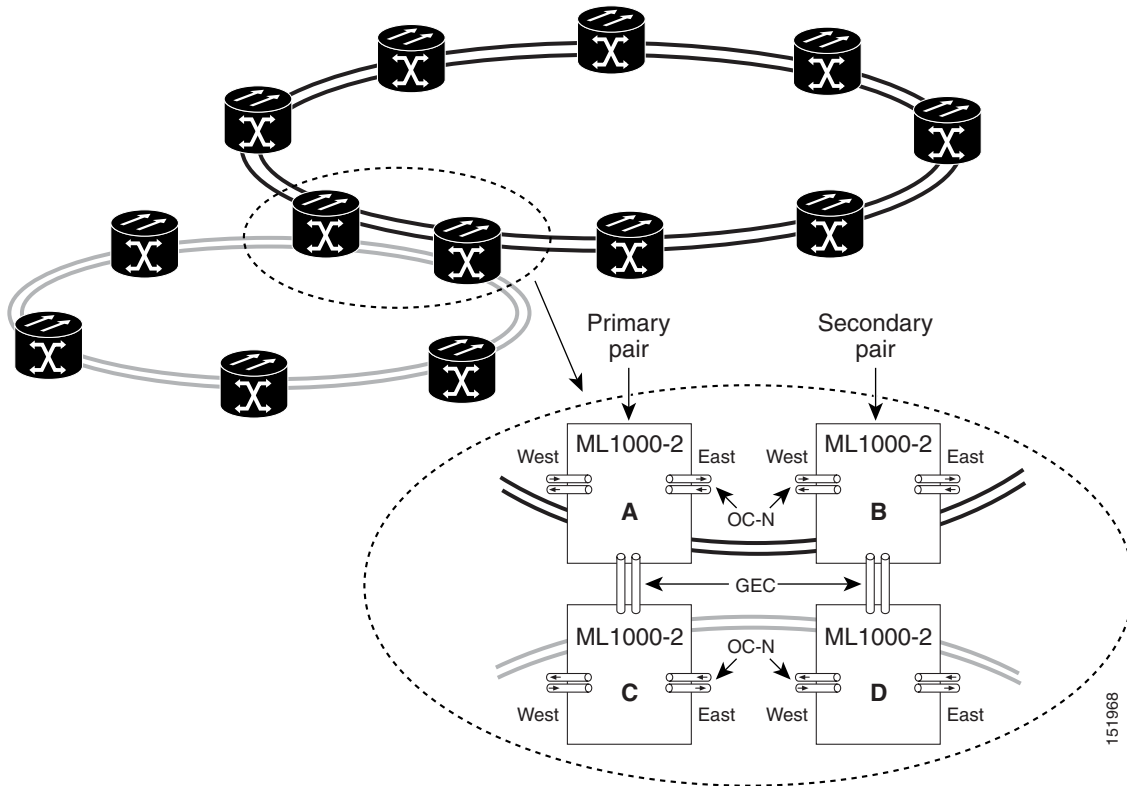 Primary
pair
Secondary
pair
ML1000-2
ML1000-2
West
East
West
East
OC-N
A
B
GEC
ML1000-2
ML1000-2
OC-N
C
D
West
East
West
East
151968